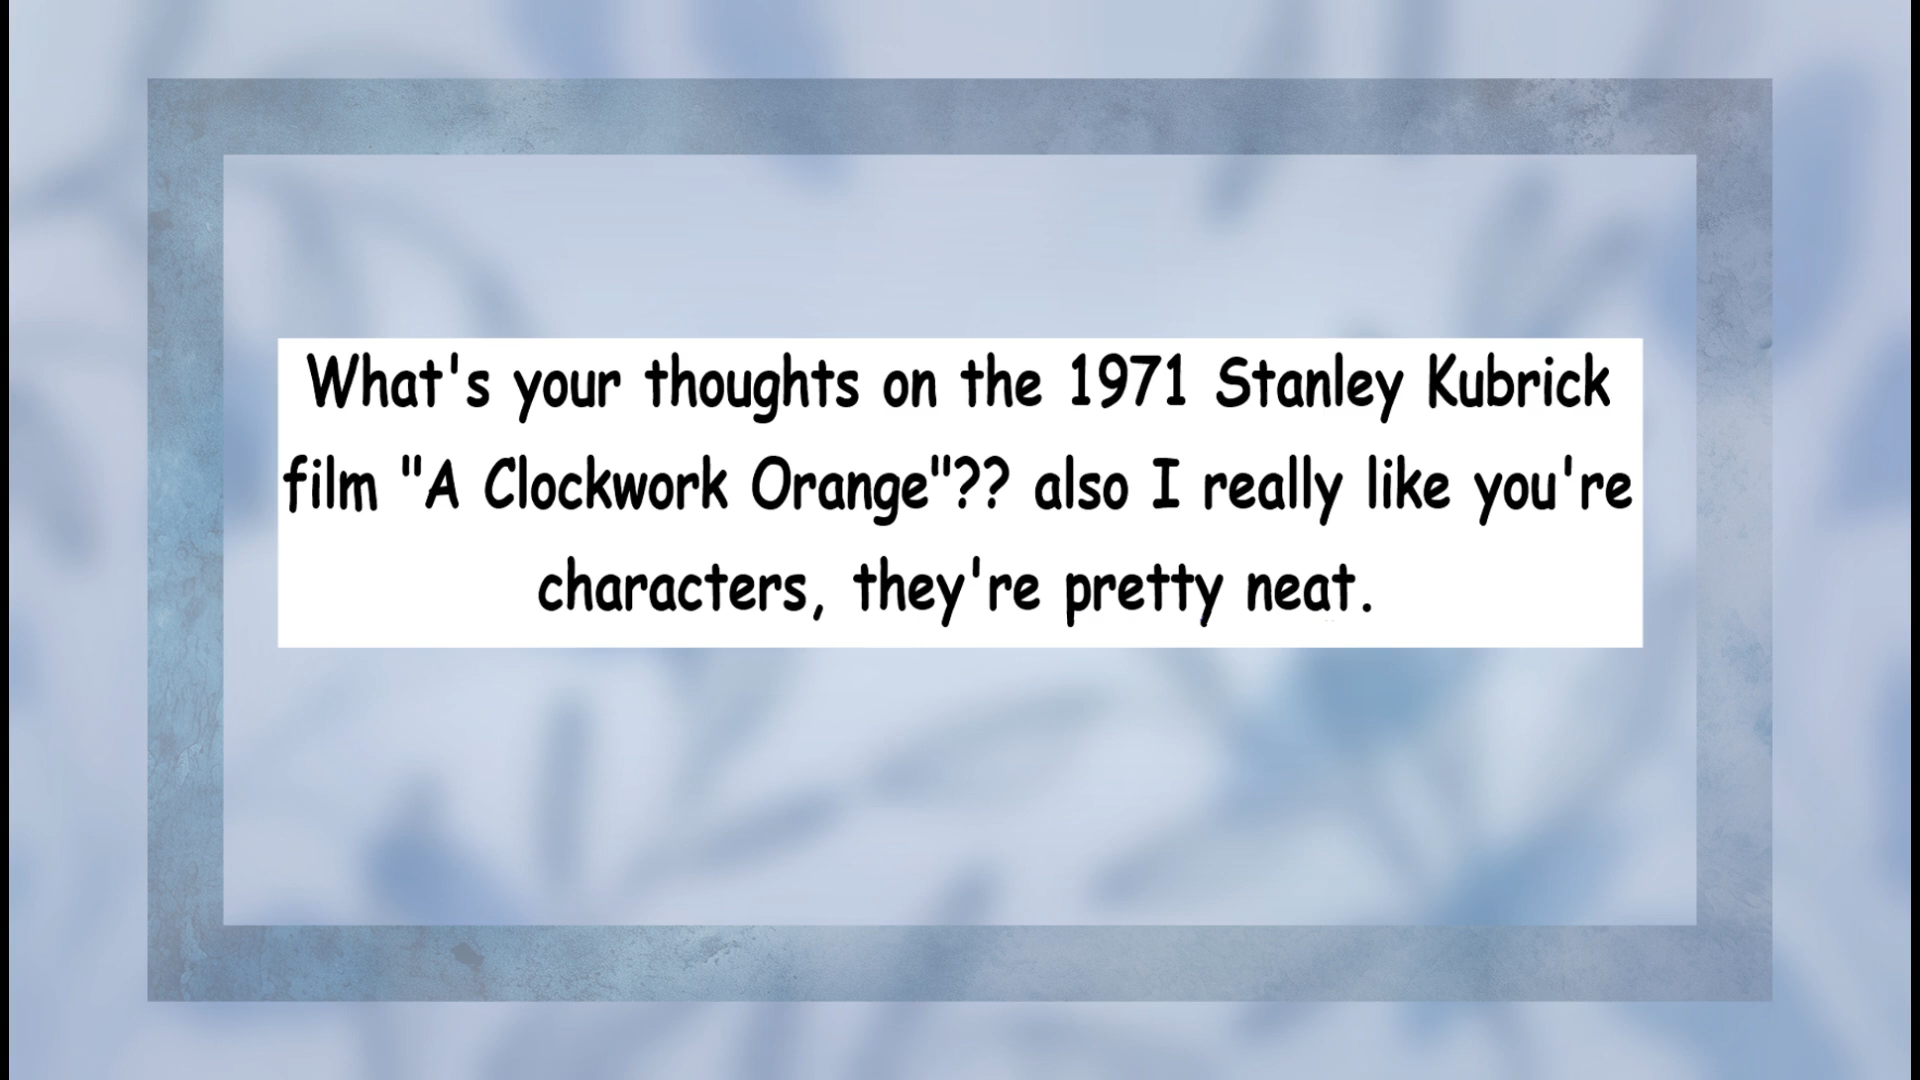 What's your thoughts on the 1971 Stanley Kubrick
film "A Clockwork Orange"?? also I really like you're
characters, they're pretty neat.